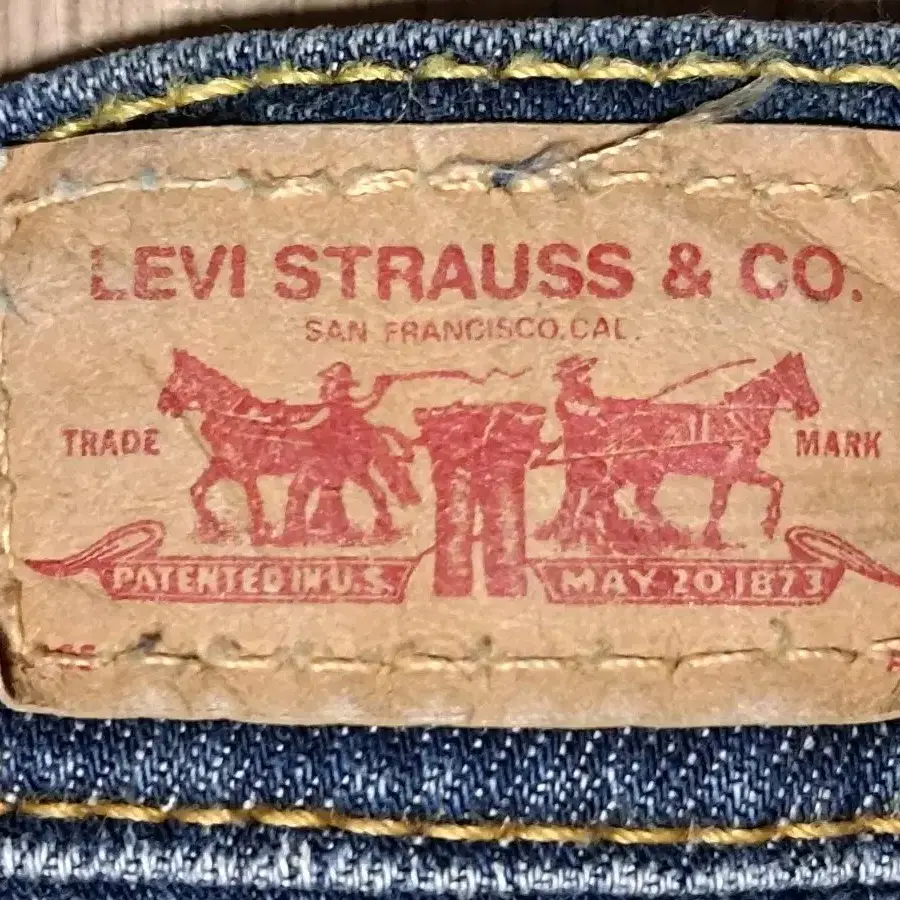 LEVI STRAUSS & CO.
SAN FRANCISCO, CAL.
TRADE MARK
PATENTED IN U.S. MAY 20 1873